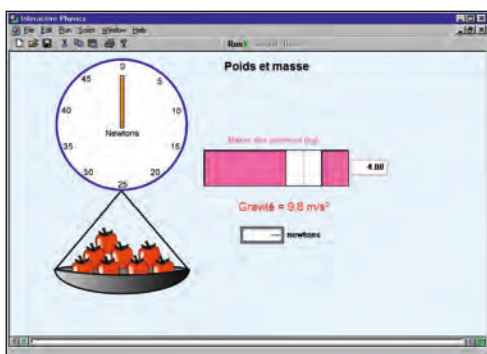 Interactive Physics
File Edit Run Script Window Help
Run
Poids et masse
0
5
10
15
20
25
30
35
40
45
Newtons
Masse des pommes (kg)
4.00
Gravité = 9.8 m/s²
newtons